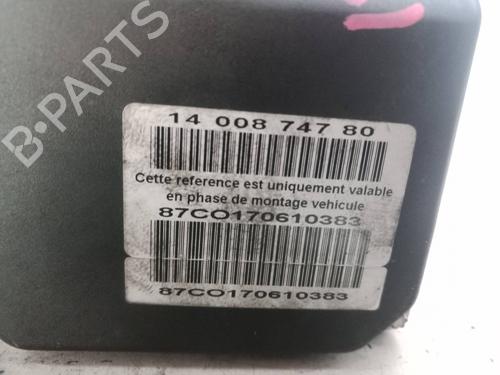 B-PARTS
14 008 747 80
Cette reference est uniquement valable
en phase de montage vehicule
87CO170610383
87CO170610383